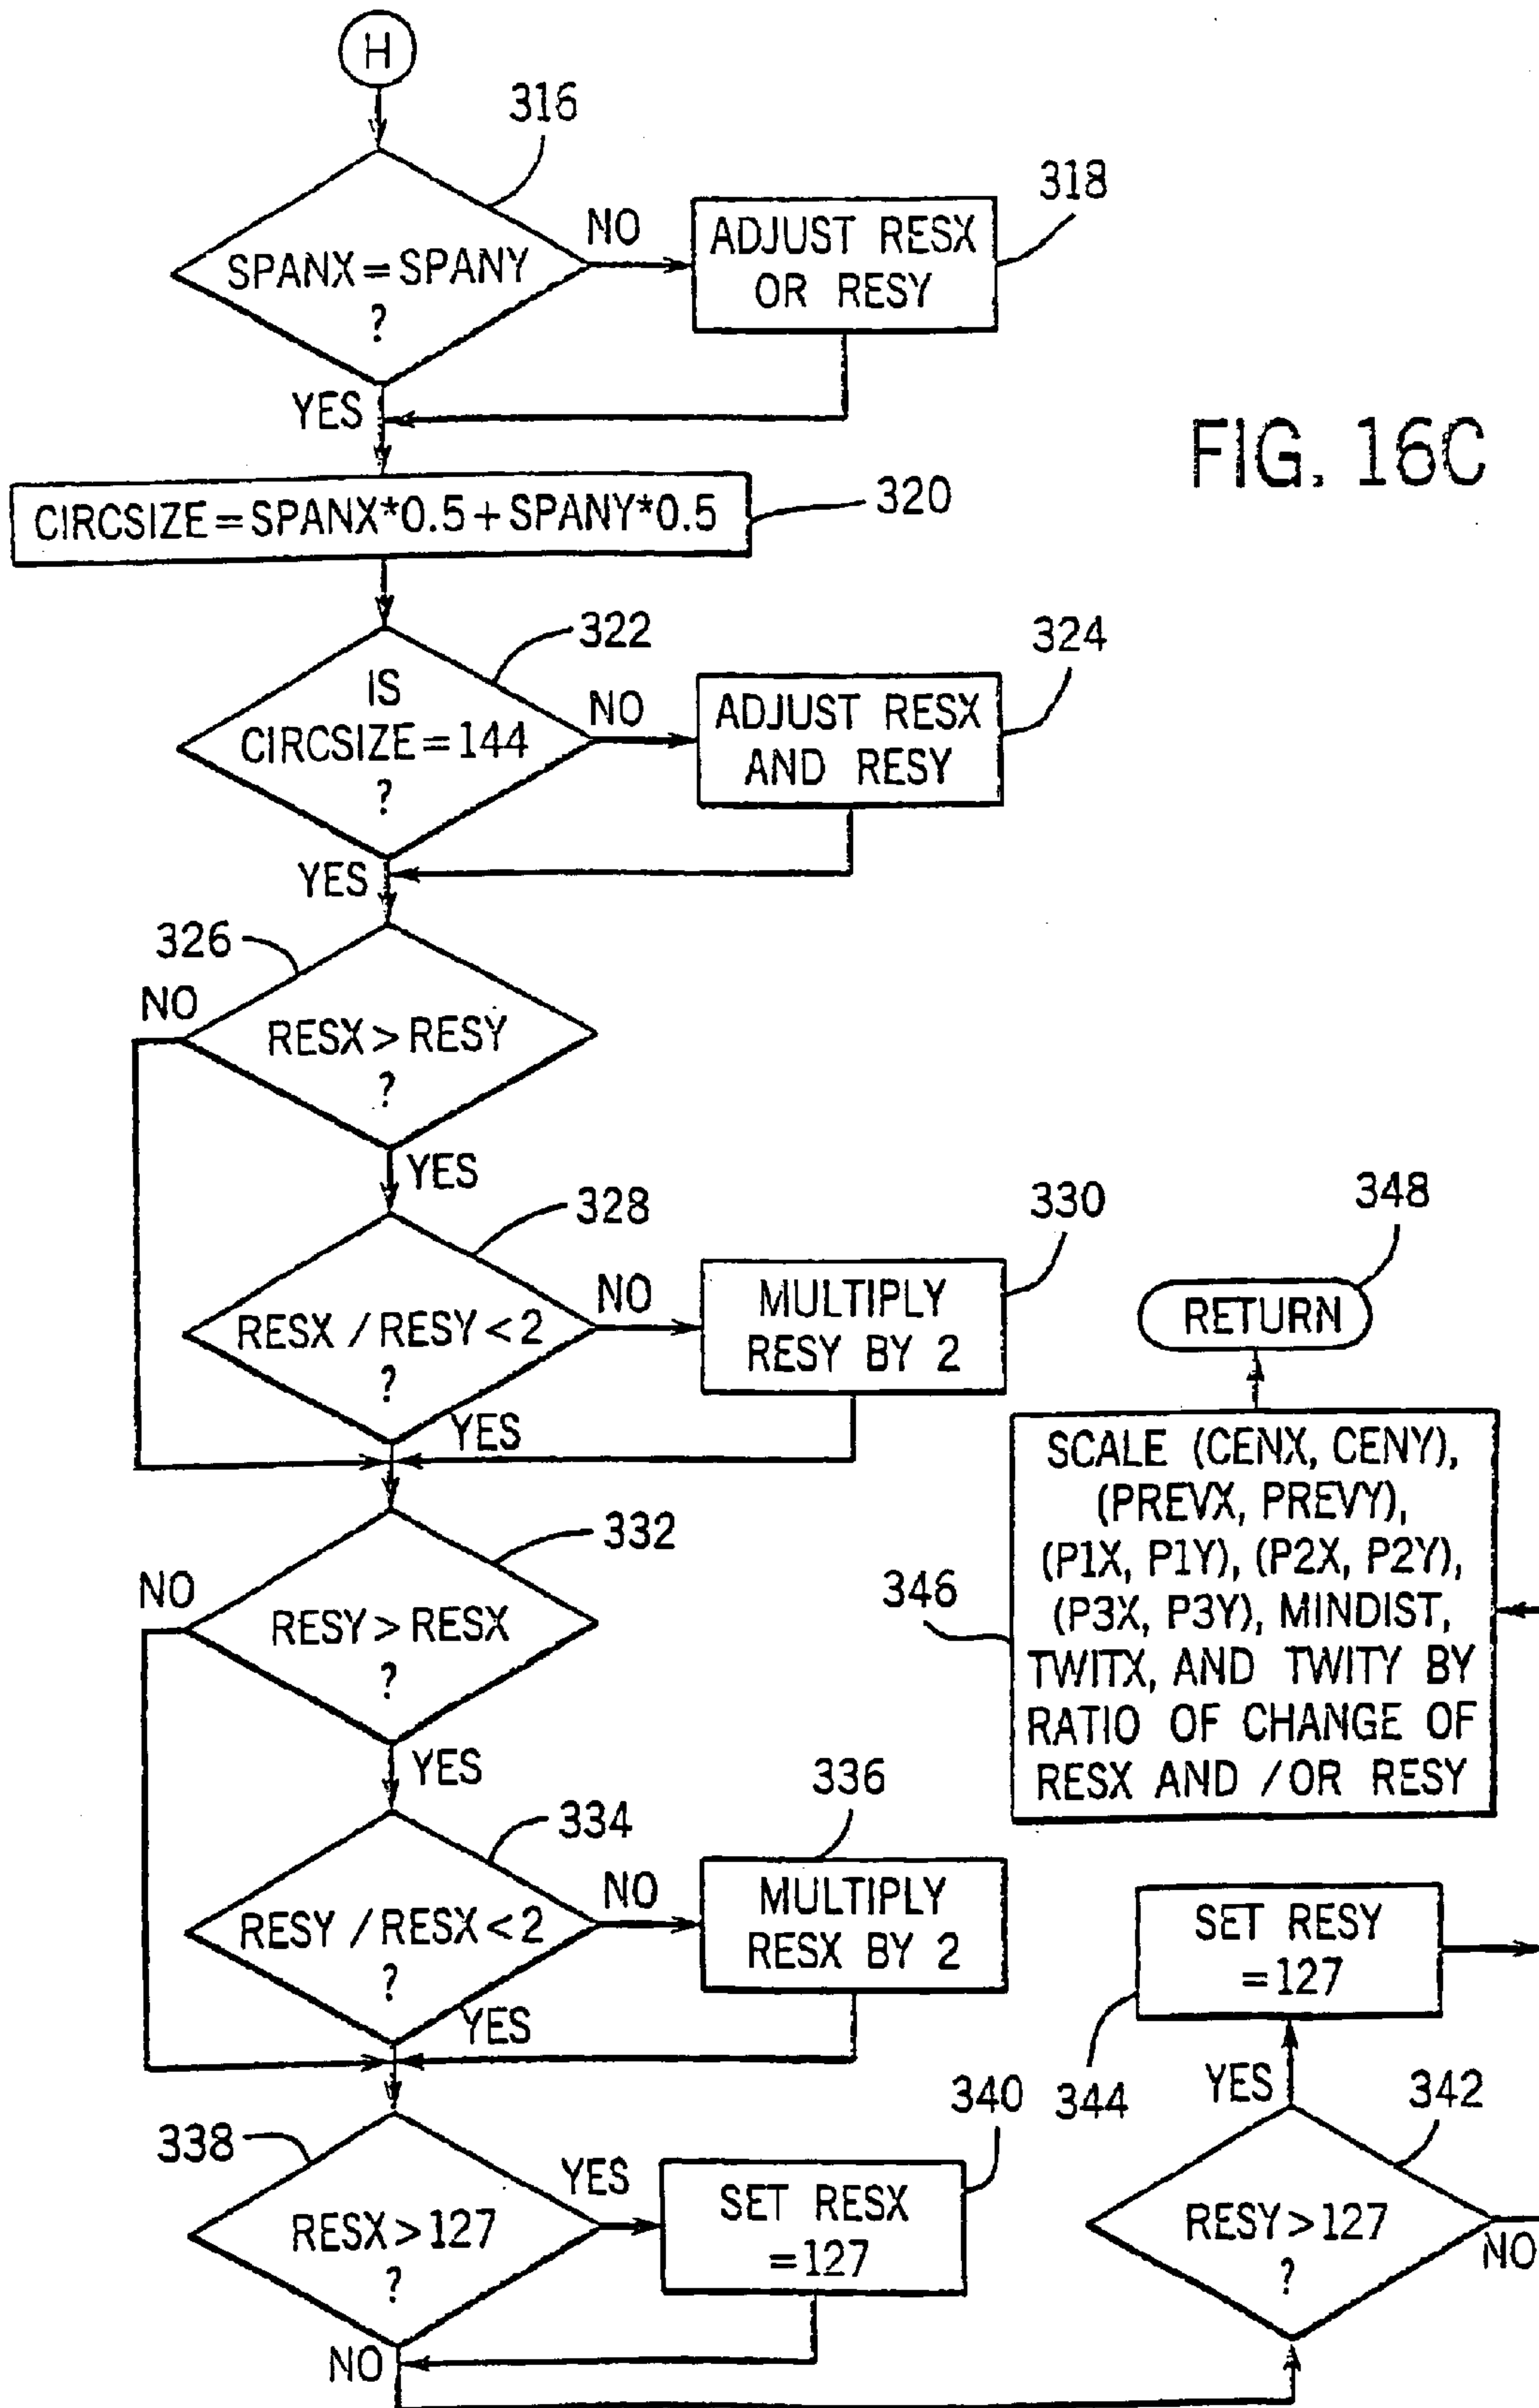 H
316
SPANX = SPANY
?
NO
ADJUST RESX
OR RESY
318
YES
FIG. 16C
CIRCSIZE = SPANX*0.5 + SPANY*0.5
320
322
IS
CIRCSIZE = 144
?
NO
ADJUST RESX
AND RESY
324
YES
326
NO
RESX > RESY
?
YES
328
RESX / RESY < 2
?
NO
MULTIPLY
RESY BY 2
330
YES
332
NO
RESY > RESX
?
YES
334
RESY / RESX < 2
?
NO
MULTIPLY
RESX BY 2
336
YES
338
RESX > 127
?
YES
SET RESX
= 127
340
NO
342
RESY > 127
?
NO
YES
SET RESY
= 127
344
SCALE (CENX, CENY),
(PREVX, PREVY),
(P1X, P1Y), (P2X, P2Y),
(P3X, P3Y), MINDIST,
TWITX, AND TWITY BY
RATIO OF CHANGE OF
RESX AND /OR RESY
346
RETURN
348